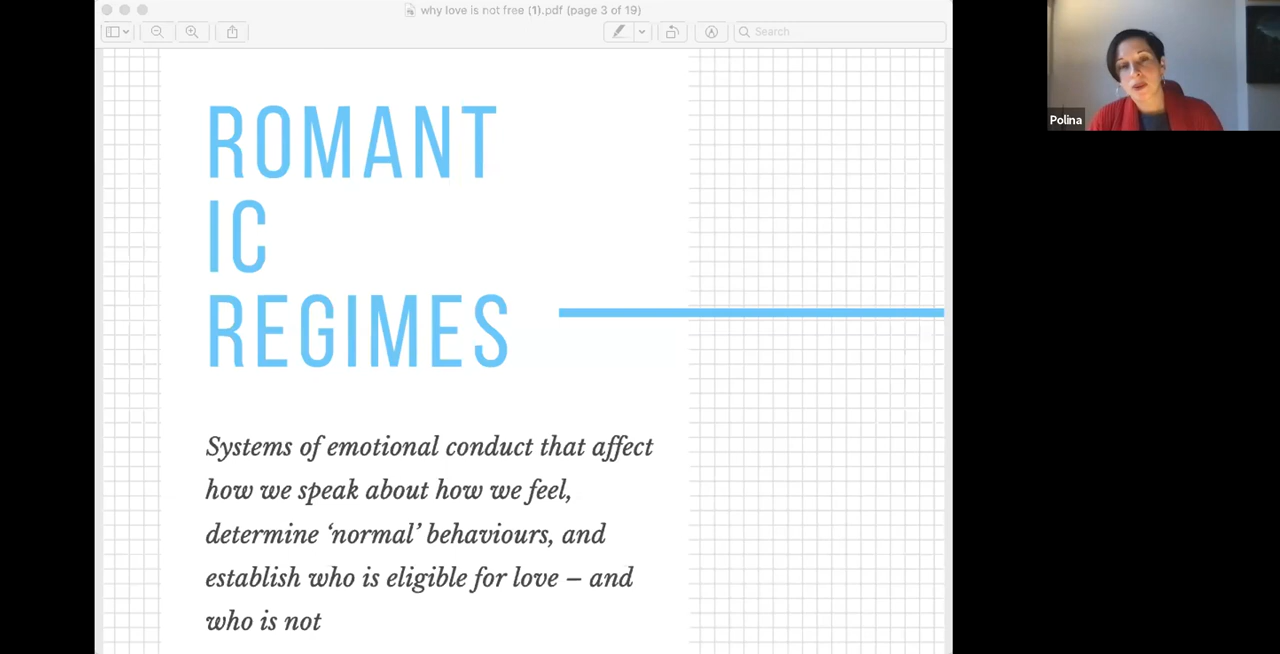 why love is not free (1).pdf (page 3 of 19)
Search
Polina
ROMANT
IC
REGIMES
Systems of emotional conduct that affect
how we speak about how we feel,
determine ‘normal’ behaviours, and
establish who is eligible for love – and
who is not